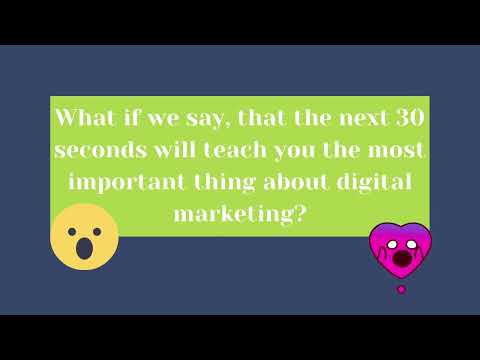 What if we say, that the next 30
seconds will teach you the most
important thing about digital
marketing?